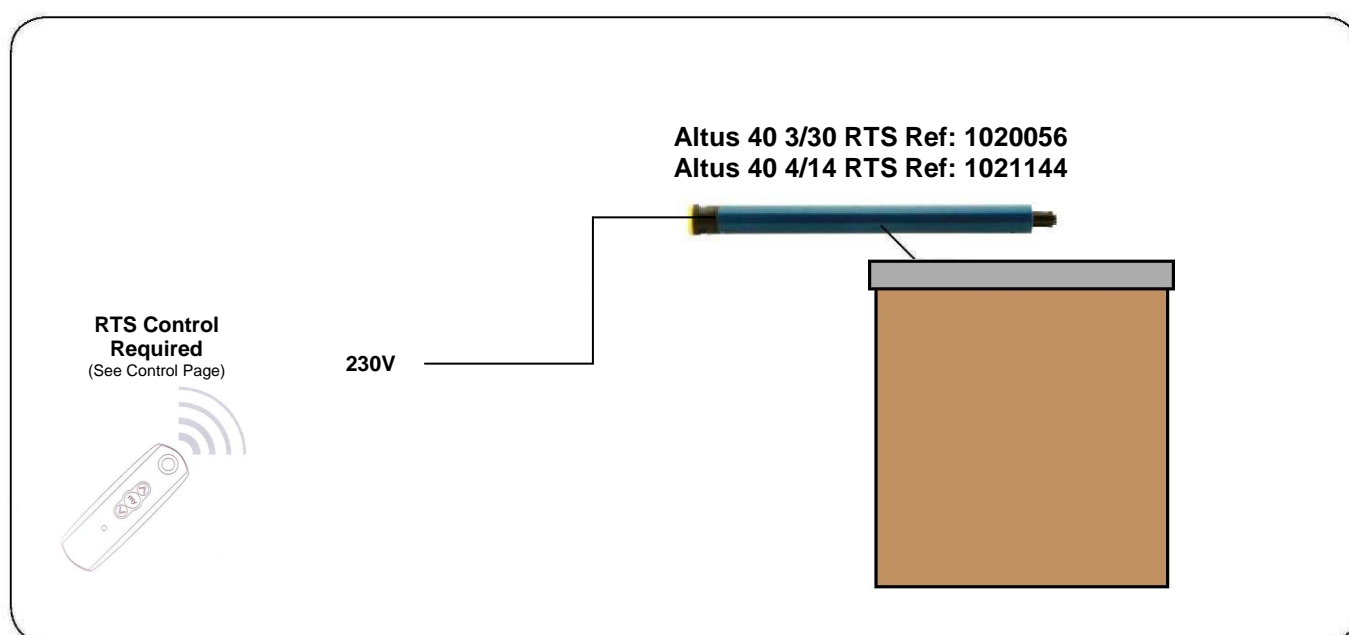 Altus 40 3/30 RTS Ref: 1020056
Altus 40 4/14 RTS Ref: 1021144
RTS Control
Required
(See Control Page)
230V